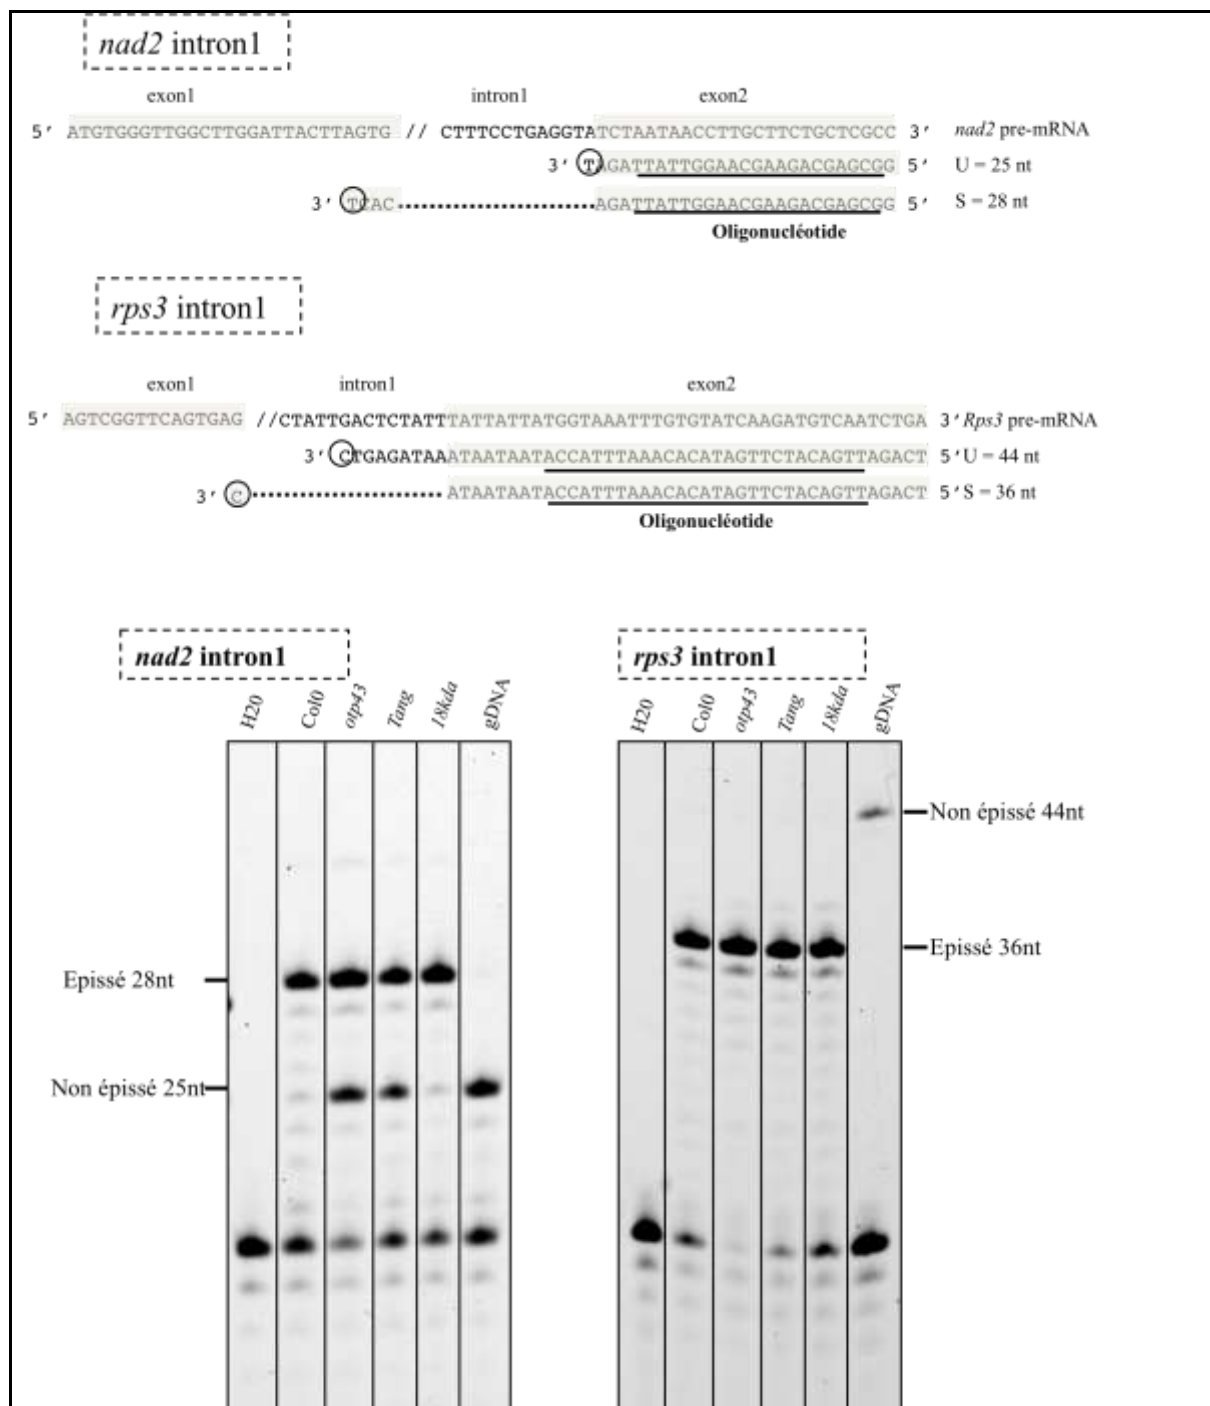 nad2 intron1
exon1 intron1 exon2
5' ATGTGGGTTGGCTTGGATTACTTAGTG // CTTTCCTGAGGTATCTAATAACCTTGCTTCTGCTCGCC 3' nad2 pre-mRNA
3' TAGATTATTGGAACGAAGACGAGCGG 5' U = 25 nt
3' TCAC AGATTATTGGAACGAAGACGAGCGG 5' S = 28 nt
Oligonucléotide
rps3 intron1
exon1 intron1 exon2
5' AGTCGGTTCAGTGAG //CTATTGACTCTATTTATTATTATGGTAAATTTGTGTATCAAGATGTCAATCTGA 3' Rps3 pre-mRNA
3' CTGAGATAAATAATAATACCATTTAAACACATAGTTCTACAGTTAGACT 5' U = 44 nt
3' C ATAATAATACCATTTAAACACATAGTTCTACAGTTAGACT 5' S = 36 nt
Oligonucléotide
nad2 intron1 rps3 intron1
H20 Col0 otp43 Tang 18kda gDNA H20 Col0 otp43 Tang 18kda gDNA
Non épissé 44nt
Epissé 36nt
Epissé 28nt
Non épissé 25nt